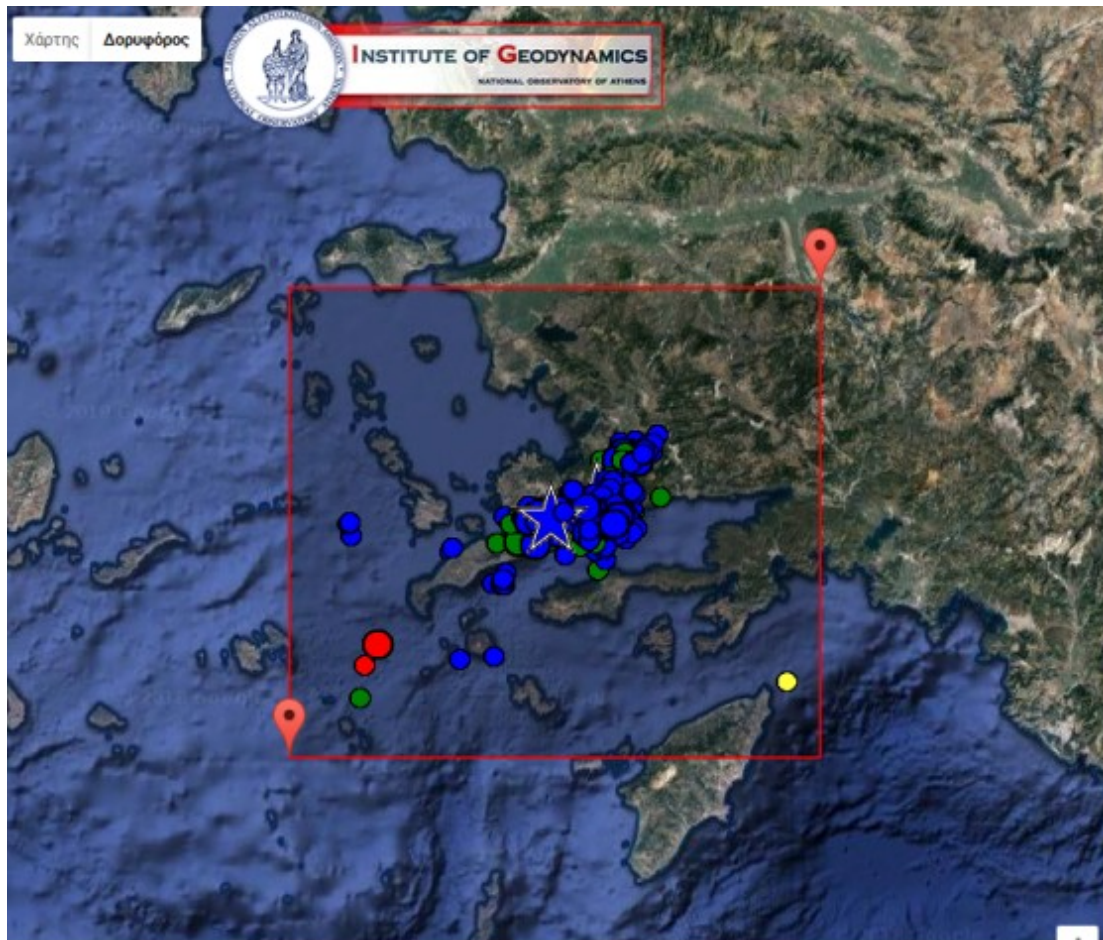 Χάρτης
Δορυφόρος
INSTITUTE OF GEODYNAMICS
NATIONAL OBSERVATORY OF ATHENS